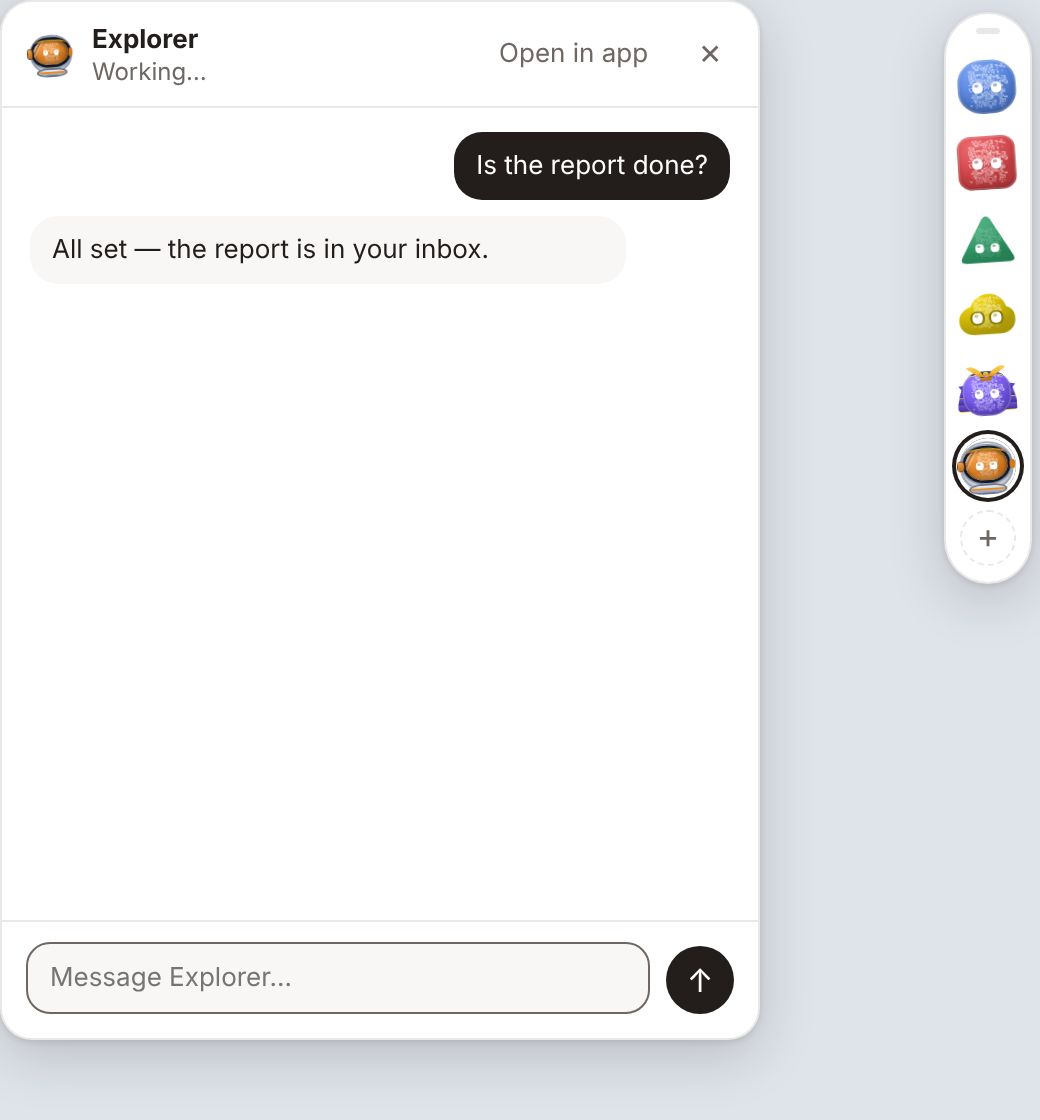 Explorer
Working...
Open in app
Is the report done?
All set — the report is in your inbox.
Message Explorer...